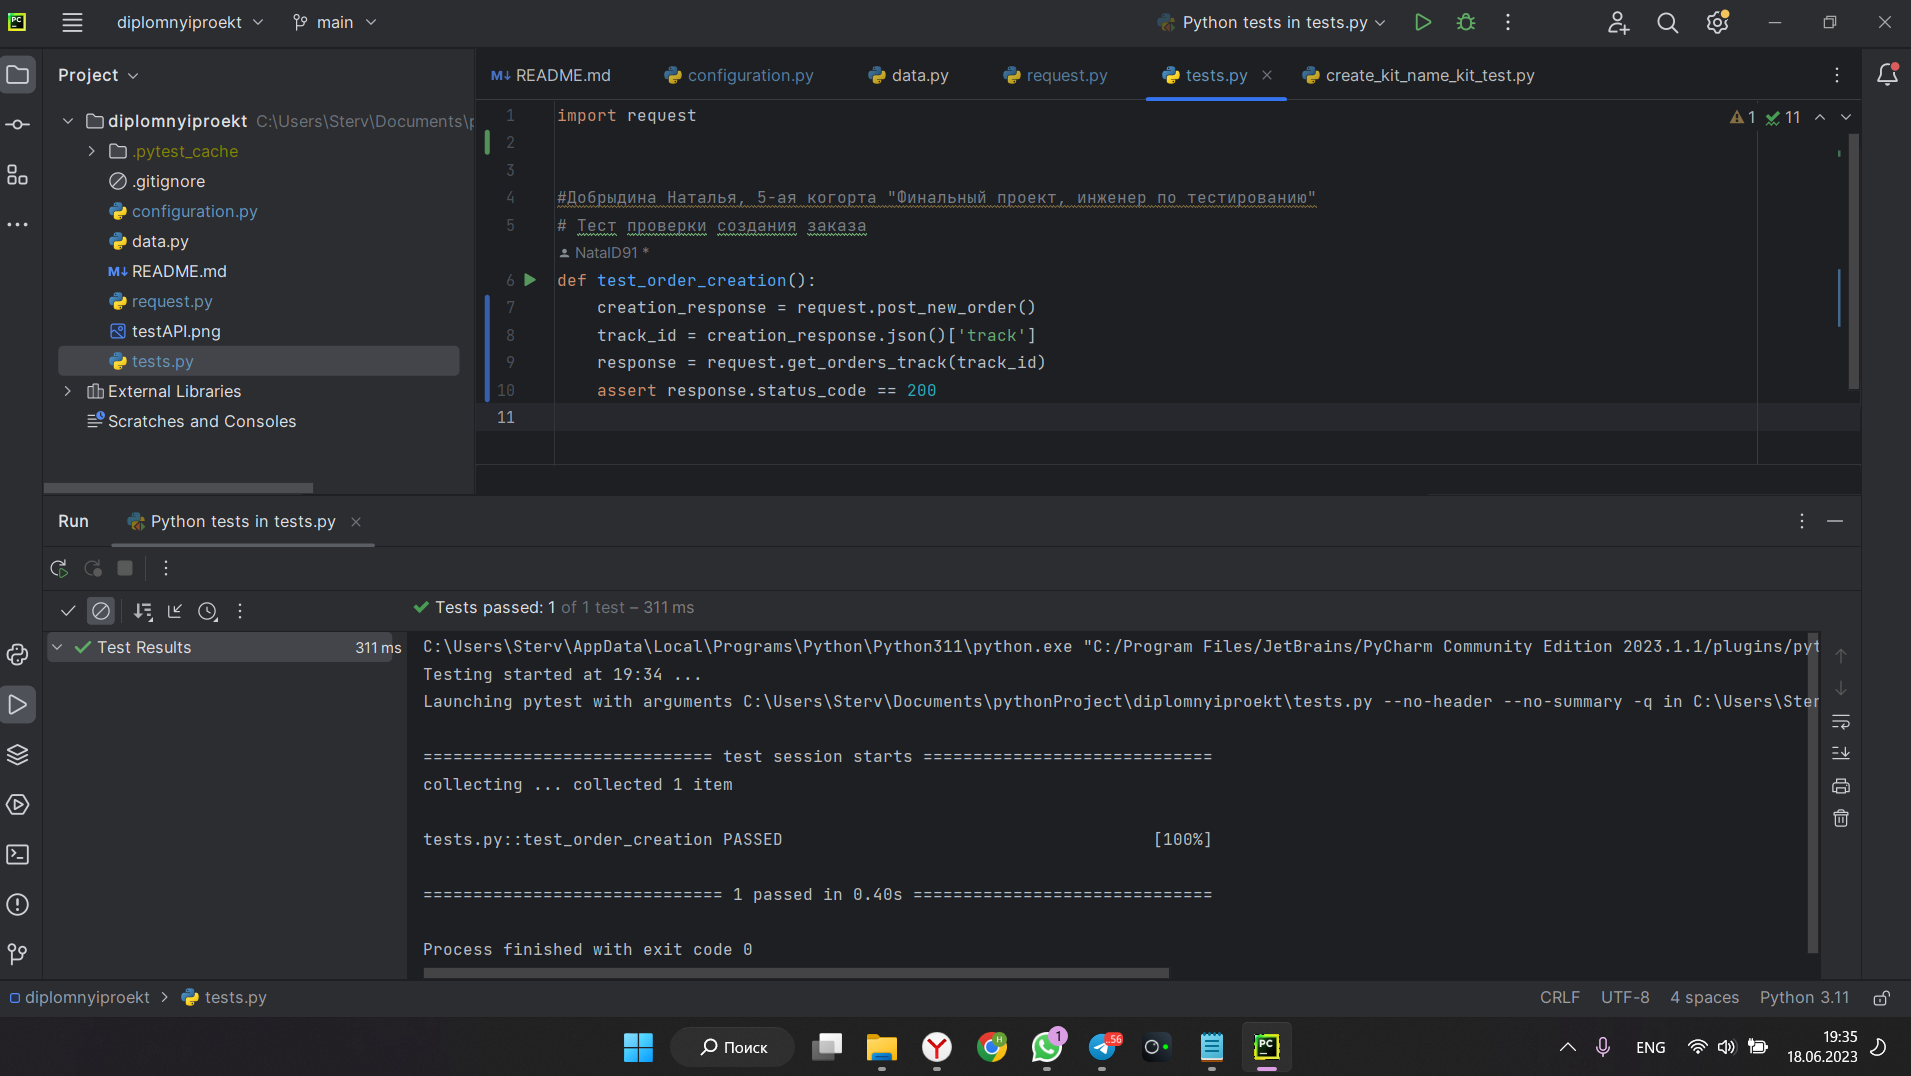 diplomnyiproekt
main
Python tests in tests.py
Project
README.md
configuration.py
data.py
request.py
tests.py
create_kit_name_kit_test.py
diplomnyiproekt C:\Users\Sterv\Documents\p
.pytest_cache
.gitignore
configuration.py
data.py
README.md
request.py
testAPI.png
tests.py
External Libraries
Scratches and Consoles
1 11
1 import request
2
3
4 #Добрыдина Наталья, 5-ая когорта "Финальный проект, инженер по тестированию"
5 # Тест проверки создания заказа
NatalD91 *
6 def test_order_creation():
7 creation_response = request.post_new_order()
8 track_id = creation_response.json()['track']
9 response = request.get_orders_track(track_id)
10 assert response.status_code == 200
11
Run
Python tests in tests.py
Tests passed: 1 of 1 test – 311 ms
Test Results 311 ms
C:\Users\Sterv\AppData\Local\Programs\Python\Python311\python.exe "C:/Program Files/JetBrains/PyCharm Community Edition 2023.1.1/plugins/pyt
Testing started at 19:34 ...
Launching pytest with arguments C:\Users\Sterv\Documents\pythonProject\diplomnyiproekt\tests.py --no-header --no-summary -q in C:\Users\Ster
============================= test session starts =============================
collecting ... collected 1 item
tests.py::test_order_creation PASSED [100%]
============================== 1 passed in 0.40s ==============================
Process finished with exit code 0
diplomnyiproekt > tests.py
CRLF UTF-8 4 spaces Python 3.11
Поиск
1
56
ENG
19:35
18.06.2023